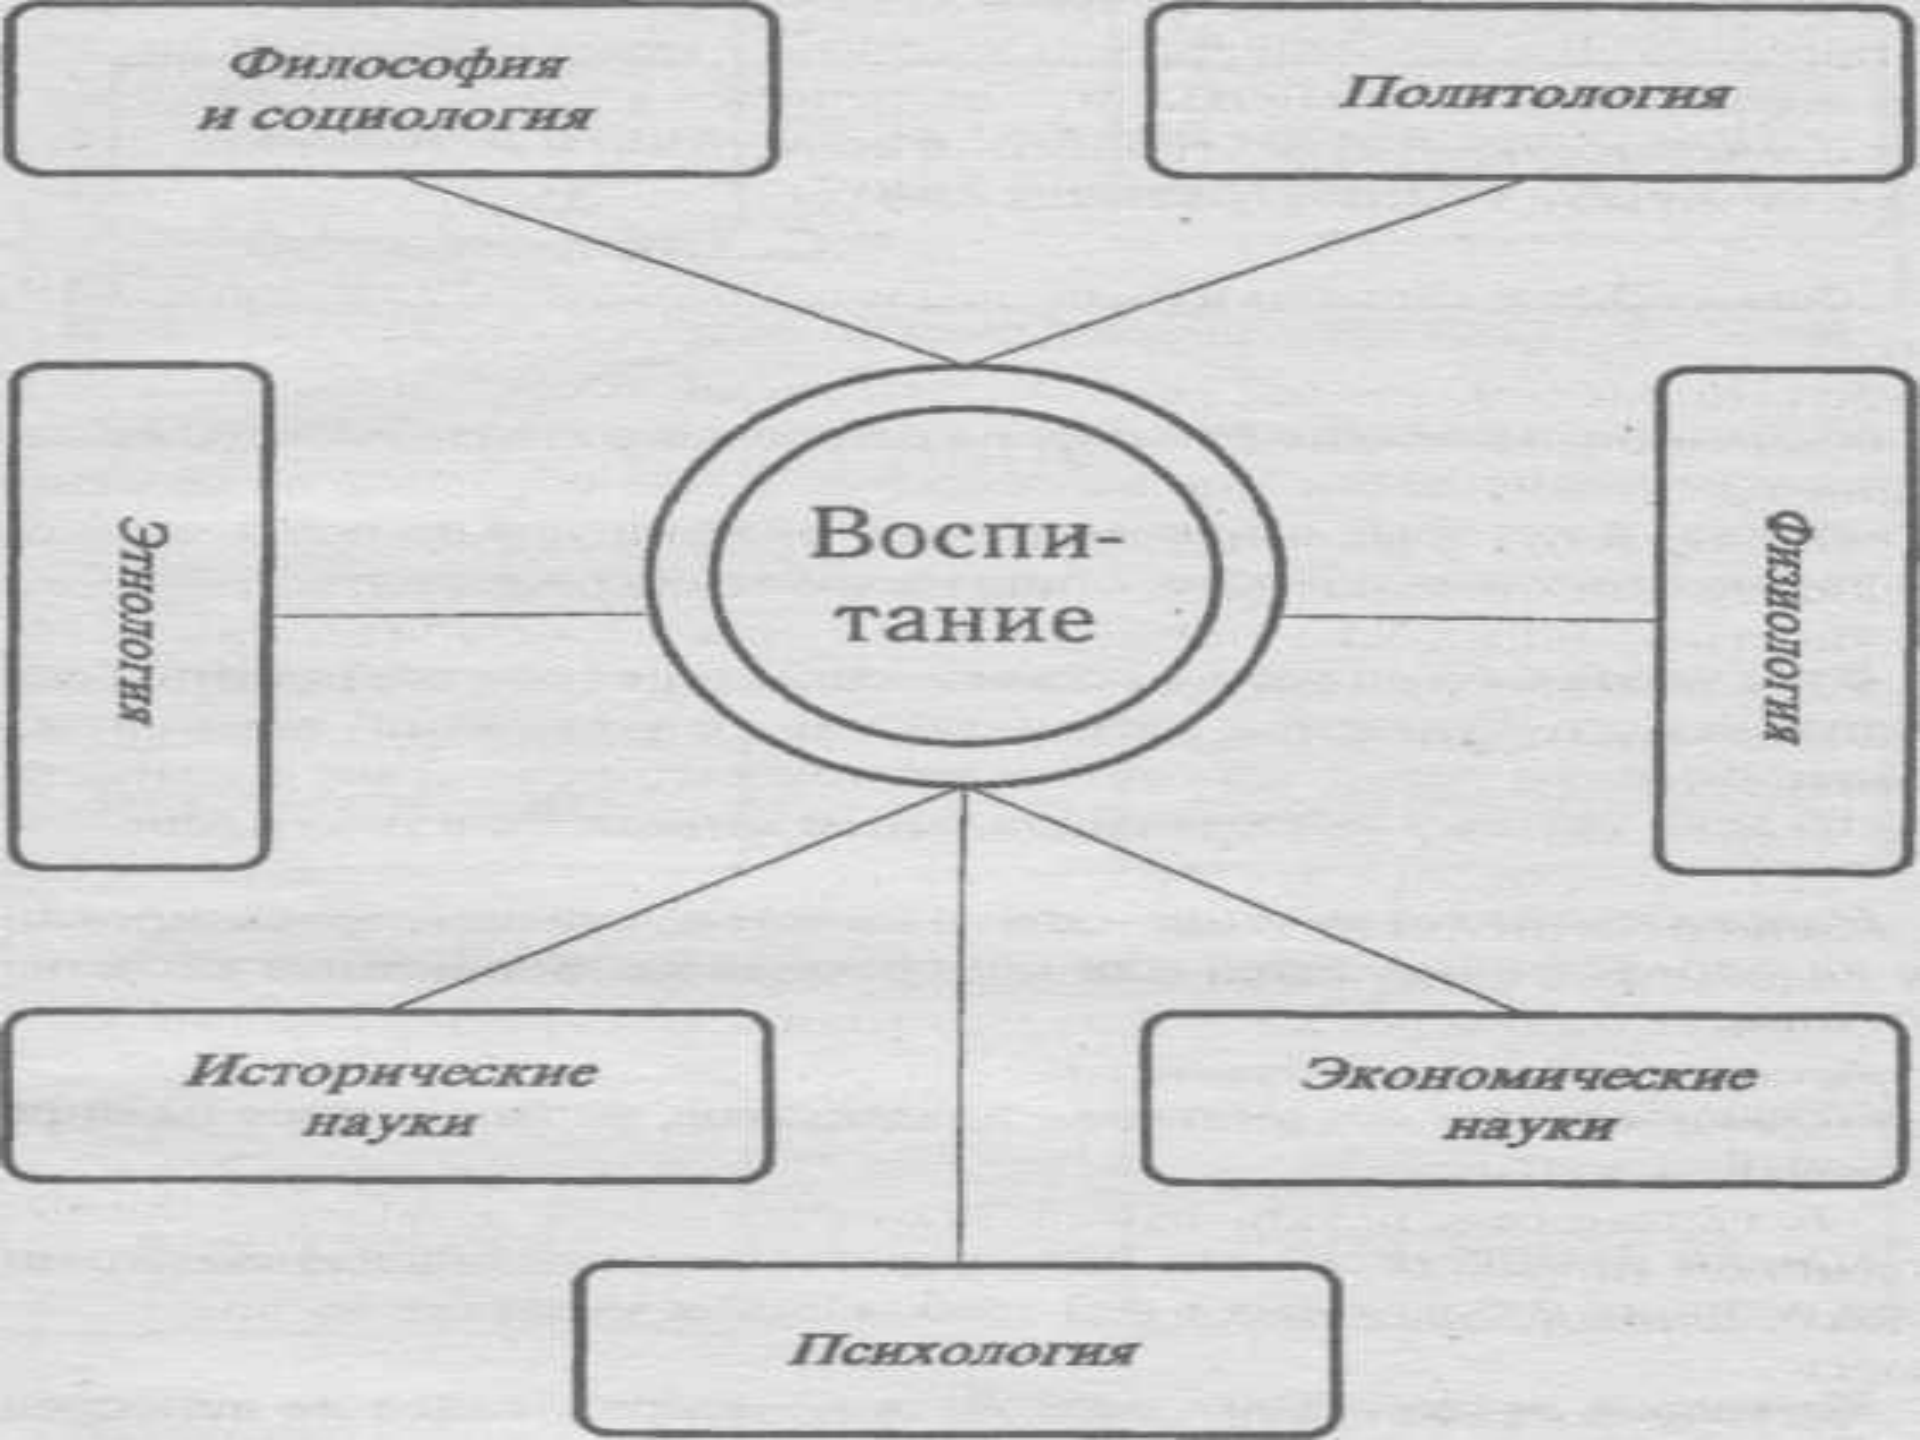 Философия
и социология
Политология
Этнология
Воспи-
тание
Физиология
Исторические
науки
Экономические
науки
Психология